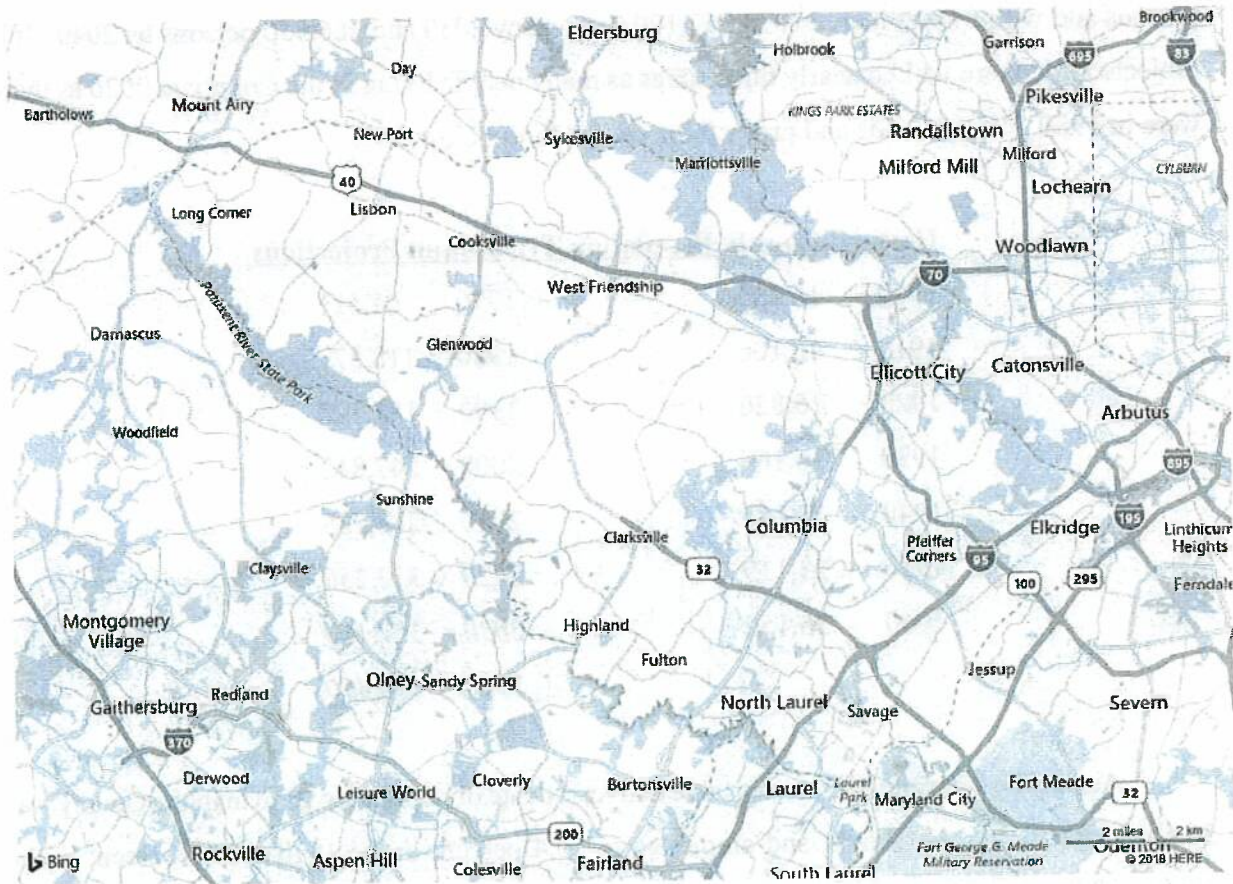 Brookwood
Eldersburg
Holbrook
Garrison
695
83
Day
Pikesville
Bartholows
Mount Airy
KINGS PARK ESTATES
New Port
Sykesville
Randallstown
Marriottsville
Milford Mill
Milford
CYLBURN
40
Lochearn
Long Corner
Lisbon
Cooksville
Woodlawn
70
West Friendship
Patuxent River State Park
Damascus
Glenwood
Ellicott City
Catonsville
Arbutus
Woodfield
895
Sunshine
Columbia
Clarksville
Pfeiffer
Corners
Elkridge
195
Linthicum
Heights
95
Claysville
32
100
295
Ferndale
Montgomery
Village
Highland
Fulton
Jessup
Olney
Sandy Spring
Redland
Gaithersburg
North Laurel
Savage
Severn
370
Derwood
Leisure World
Cloverly
Burtonsville
Laurel
Laurel
Park
Maryland City
Fort Meade
32
200
2 miles
2 km
Bing
Rockville
Aspen Hill
Colesville
Fairland
South Laurel
Fort George G. Meade
Military Reservation
Odenton
© 2018 HERE